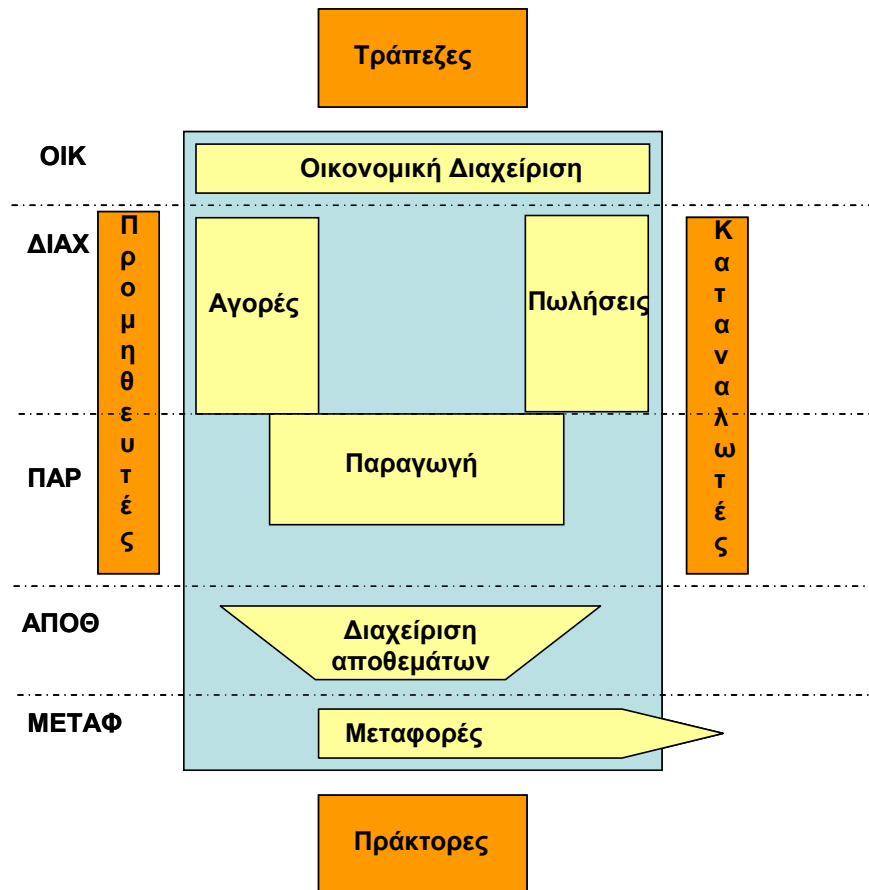 Τράπεζες
ΟΙΚ
Οικονομική Διαχείριση
ΔΙΑΧ
Προμηθευτές
Αγορές
Πωλήσεις
Καταναλωτές
ΠΑΡ
Παραγωγή
ΑΠΟΘ
Διαχείριση
αποθεμάτων
ΜΕΤΑΦ
Μεταφορές
Πράκτορες